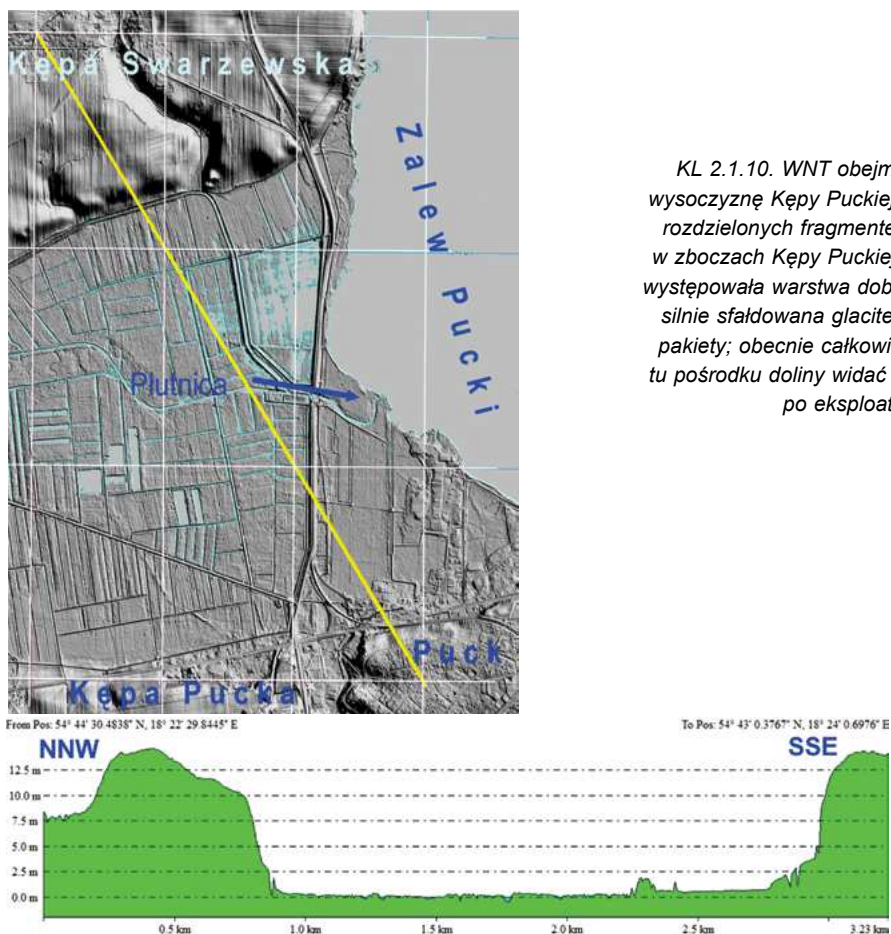 Kępa Swarzewska
Zalew Pucki
Płutnica
Puck
Kępa Pucka
KL 2.1.10. WNT obejm
wysoczyznę Kępy Puckiej
rozdzielonych fragmente
w zboczach Kępy Puckiej
występowała warstwa dob
silnie sfałdowana glacite
pakiety; obecnie całkowi
tu pośrodku doliny widać
po eksploat
From Pos: 54° 44' 30.4838" N, 18° 22' 29.8445" E
To Pos: 54° 43' 0.3767" N, 18° 24' 0.6976" E
NNW
SSE
12.5 m
10.0 m
7.5 m
5.0 m
2.5 m
0.0 m
0.5 km
1.0 km
1.5 km
2.0 km
2.5 km
3.23 km